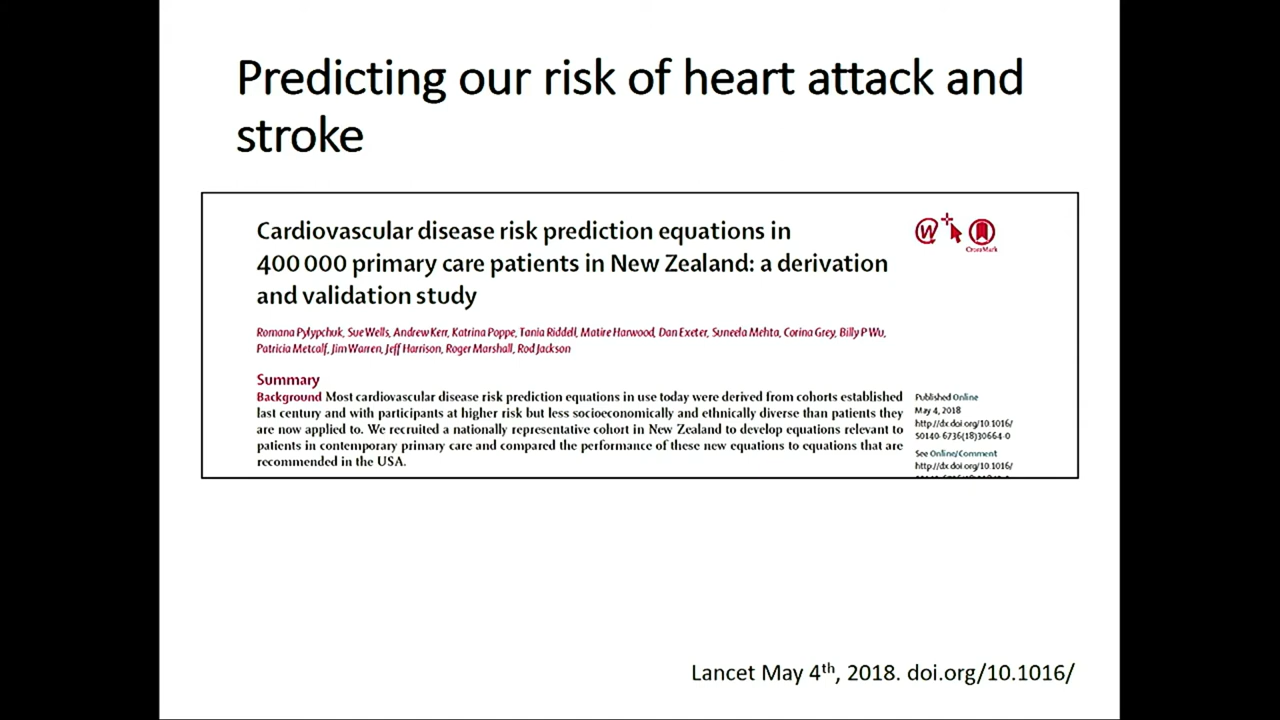 Predicting our risk of heart attack and
stroke
Cardiovascular disease risk prediction equations in
400 000 primary care patients in New Zealand: a derivation
and validation study
W
CrossMark
Romana Pylypchuk, Sue Wells, Andrew Kerr, Katrina Poppe, Tania Riddell, Matire Harwood, Dan Exeter, Suneela Mehta, Corina Grey, Billy P Wu,
Patricia Metcalf, Jim Warren, Jeff Harrison, Roger Marshall, Rod Jackson
Summary
Background Most cardiovascular disease risk prediction equations in use today were derived from cohorts established
last century and with participants at higher risk but less socioeconomically and ethnically diverse than patients they
are now applied to. We recruited a nationally representative cohort in New Zealand to develop equations relevant to
patients in contemporary primary care and compared the performance of these new equations to equations that are
recommended in the USA.
Published Online
May 4, 2018
http://dx.doi.org/10.1016/
S0140-6736(18)30664-0
See Online/Comment
http://dx.doi.org/10.1016/
Lancet May 4th, 2018. doi.org/10.1016/